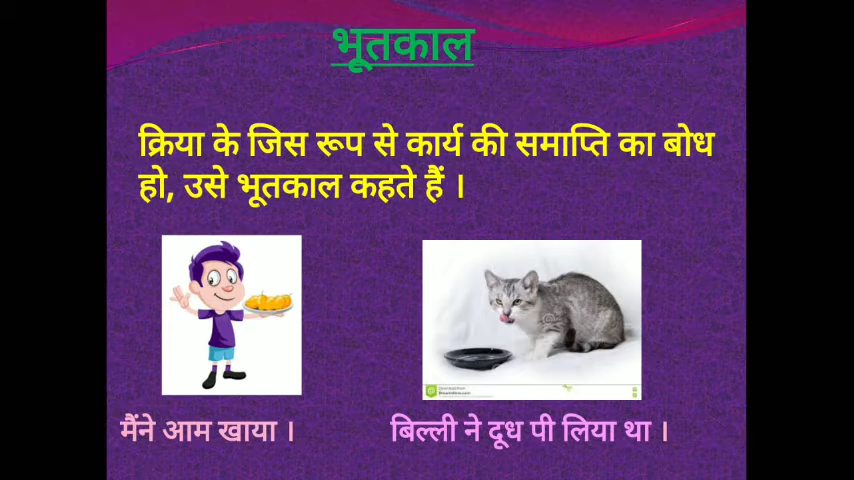 भूतकाल
क्रिया के जिस रूप से कार्य की समाप्ति का बोध
हो, उसे भूतकाल कहते हैं ।
मैंने आम खाया ।
बिल्ली ने दूध पी लिया था ।